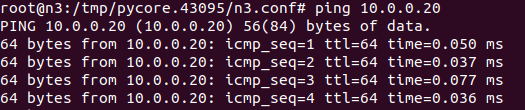 root@n3:/tmp/pycore.43095/n3.conf# ping 10.0.0.20
PING 10.0.0.20 (10.0.0.20) 56(84) bytes of data.
64 bytes from 10.0.0.20: icmp_seq=1 ttl=64 time=0.050 ms
64 bytes from 10.0.0.20: icmp_seq=2 ttl=64 time=0.037 ms
64 bytes from 10.0.0.20: icmp_seq=3 ttl=64 time=0.077 ms
64 bytes from 10.0.0.20: icmp_seq=4 ttl=64 time=0.036 ms